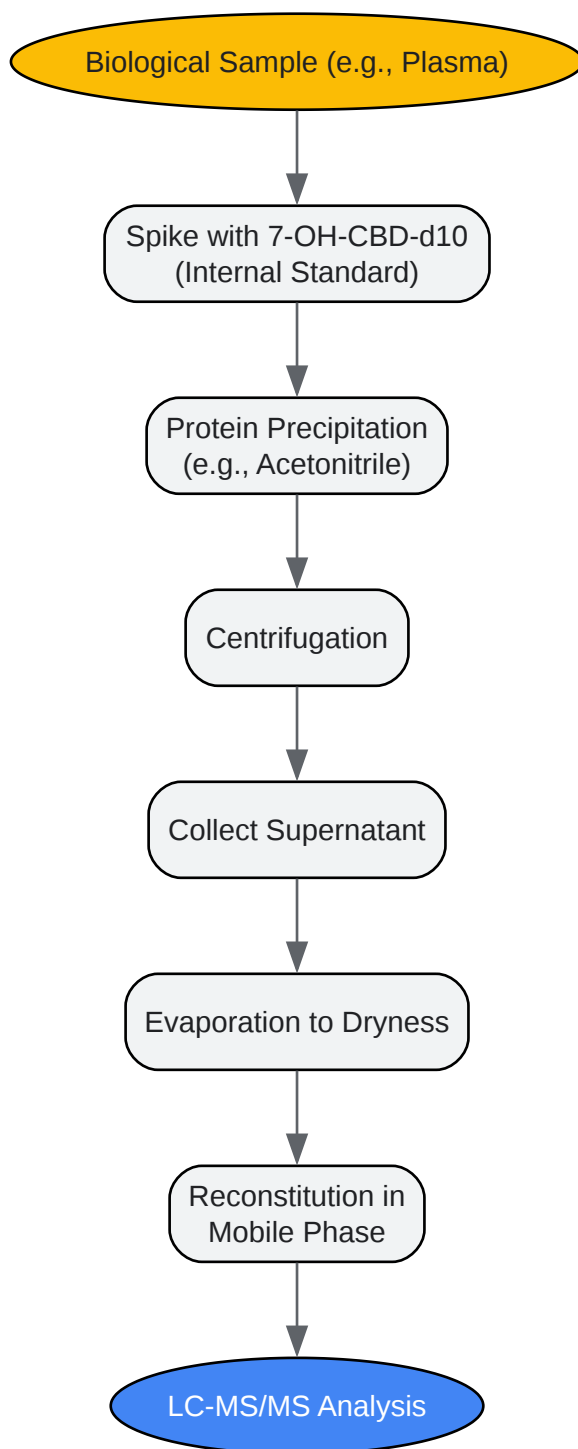 Biological Sample (e.g., Plasma)
Spike with 7-OH-CBD-d10
(Internal Standard)
Protein Precipitation
(e.g., Acetonitrile)
Centrifugation
Collect Supernatant
Evaporation to Dryness
Reconstitution in
Mobile Phase
LC-MS/MS Analysis